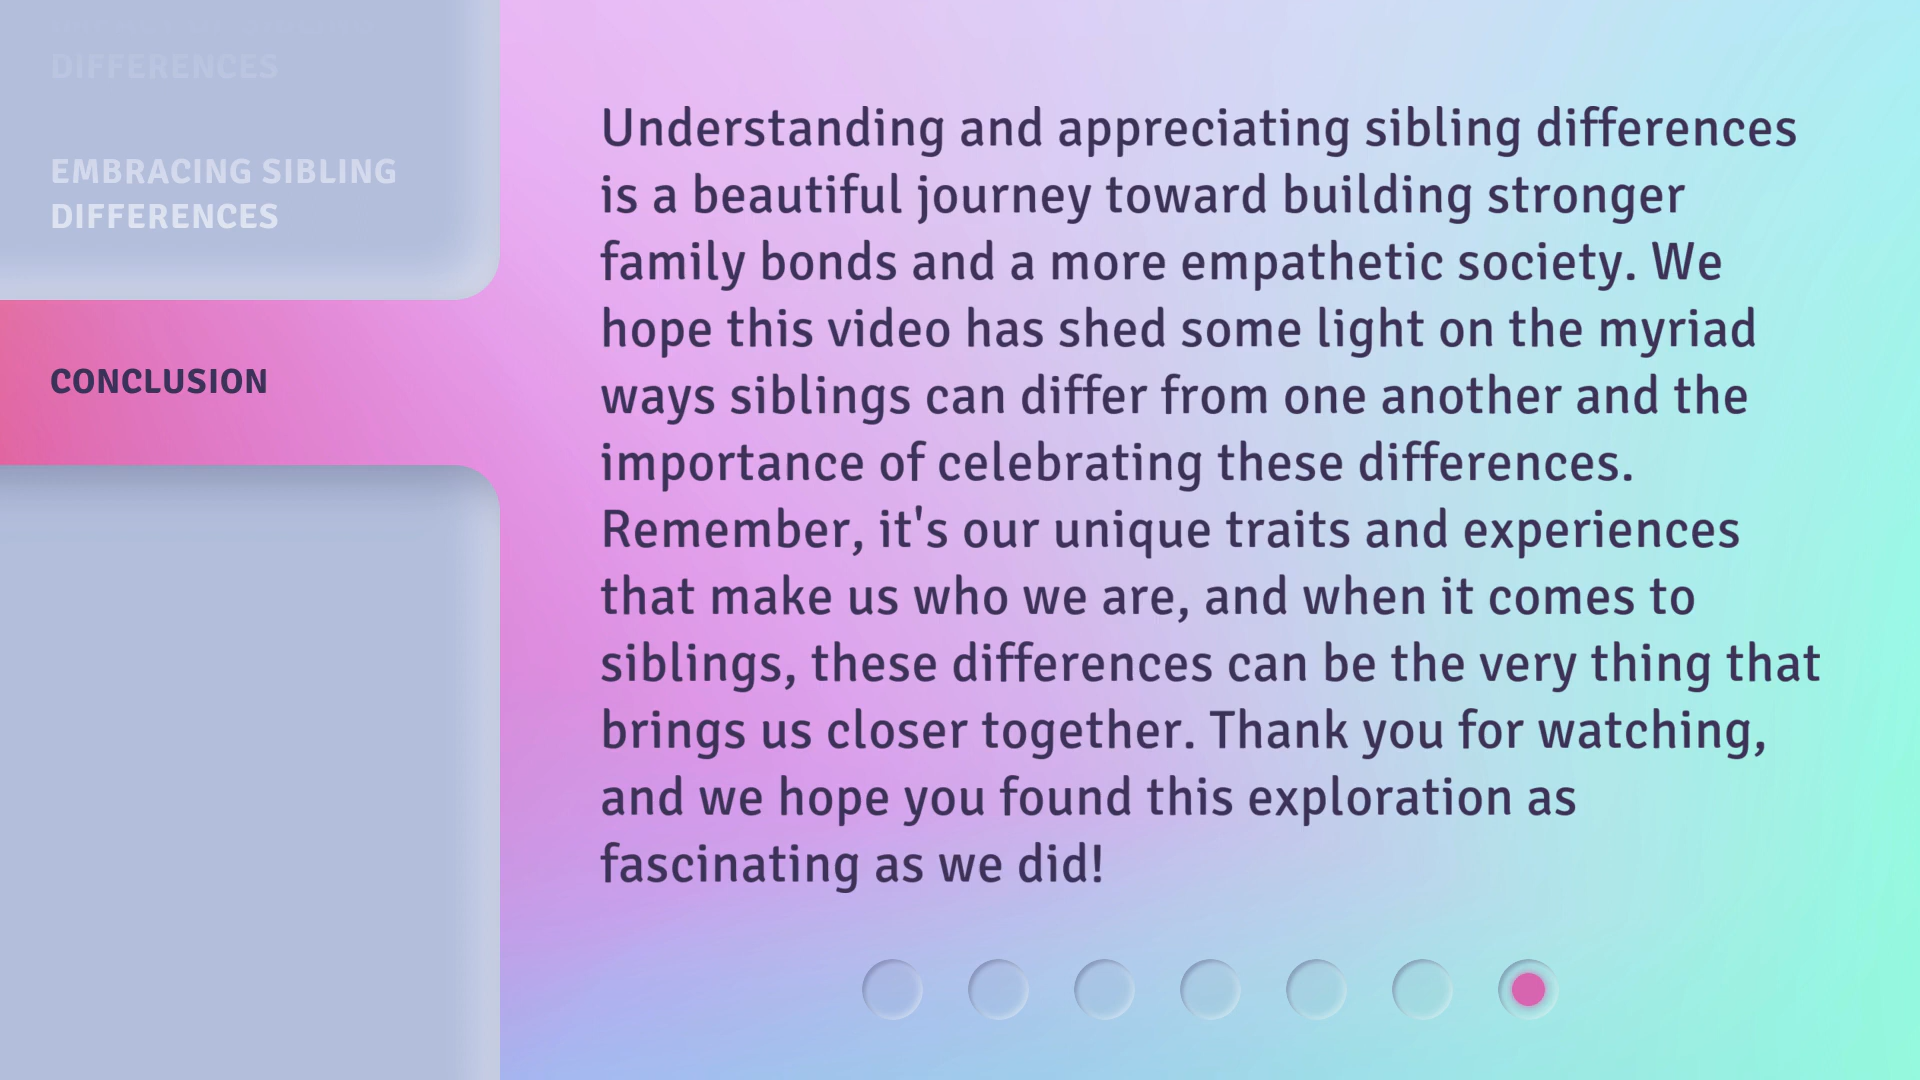 DIFFERENCES
EMBRACING SIBLING
DIFFERENCES
CONCLUSION
Understanding and appreciating sibling differences
is a beautiful journey toward building stronger
family bonds and a more empathetic society. We
hope this video has shed some light on the myriad
ways siblings can differ from one another and the
importance of celebrating these differences.
Remember, it's our unique traits and experiences
that make us who we are, and when it comes to
siblings, these differences can be the very thing that
brings us closer together. Thank you for watching,
and we hope you found this exploration as
fascinating as we did!